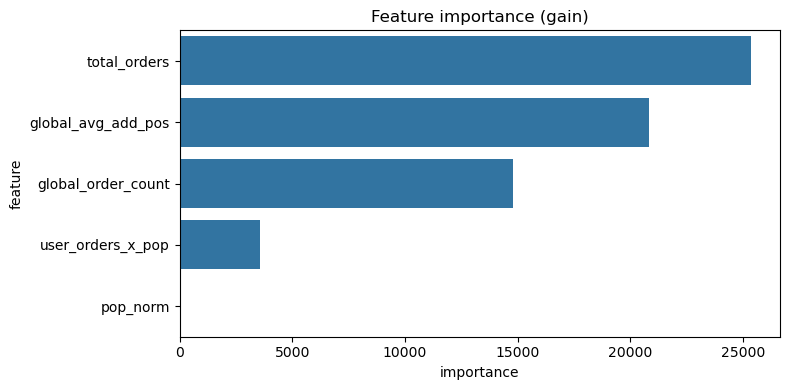 Feature importance (gain)
feature
total_orders
global_avg_add_pos
global_order_count
user_orders_x_pop
pop_norm
0 5000 10000 15000 20000 25000
importance